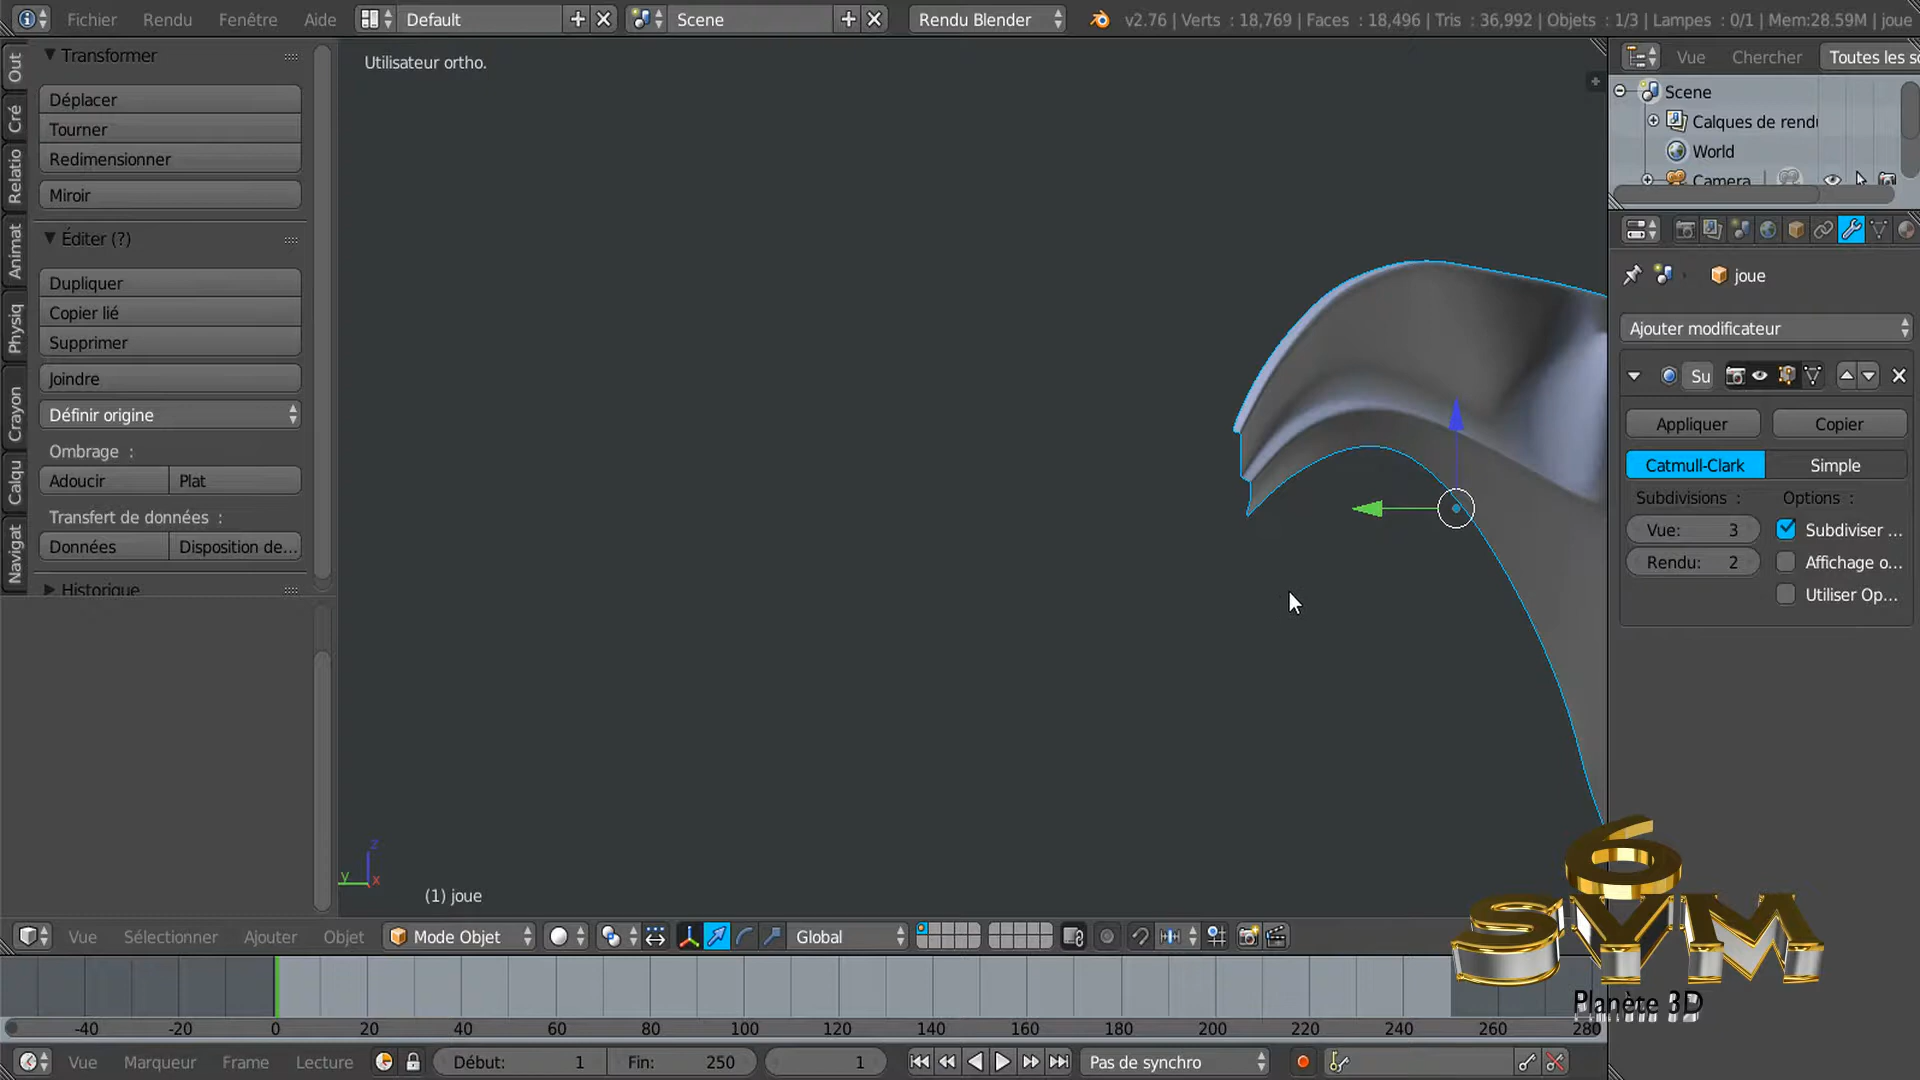 Fichier Rendu Fenêtre Aide Default Scene Rendu Blender v2.76 | Verts : 18,769 | Faces : 18,496 | Tris : 36,992 | Objets : 1/3 | Lampes : 0/1 | Mem:28.59M | joue
Utilisateur ortho.
Out
Cré
Relatio
Animat
Physiq
Crayon
Calqu
Navigat
Transformer
Déplacer
Tourner
Redimensionner
Miroir
Éditer (?)
Dupliquer
Copier lié
Supprimer
Joindre
Définir origine
Ombrage :
Adoucir Plat
Transfert de données :
Données Disposition de...
Historique
Vue Chercher Toutes les sc
Scene
Calques de rendu
World
Camera
joue
Ajouter modificateur
Su
Appliquer Copier
Catmull-Clark Simple
Subdivisions : Options :
Vue: 3 Subdiviser ...
Rendu: 2 Affichage o...
Utiliser Op...
z
y x
(1) joue
Vue Sélectionner Ajouter Objet Mode Objet Global
6
SYM
Planète 3D
-40 -20 0 20 40 60 80 100 120 140 160 180 200 220 240 260 280
Vue Marqueur Frame Lecture Début: 1 Fin: 250 1 Pas de synchro